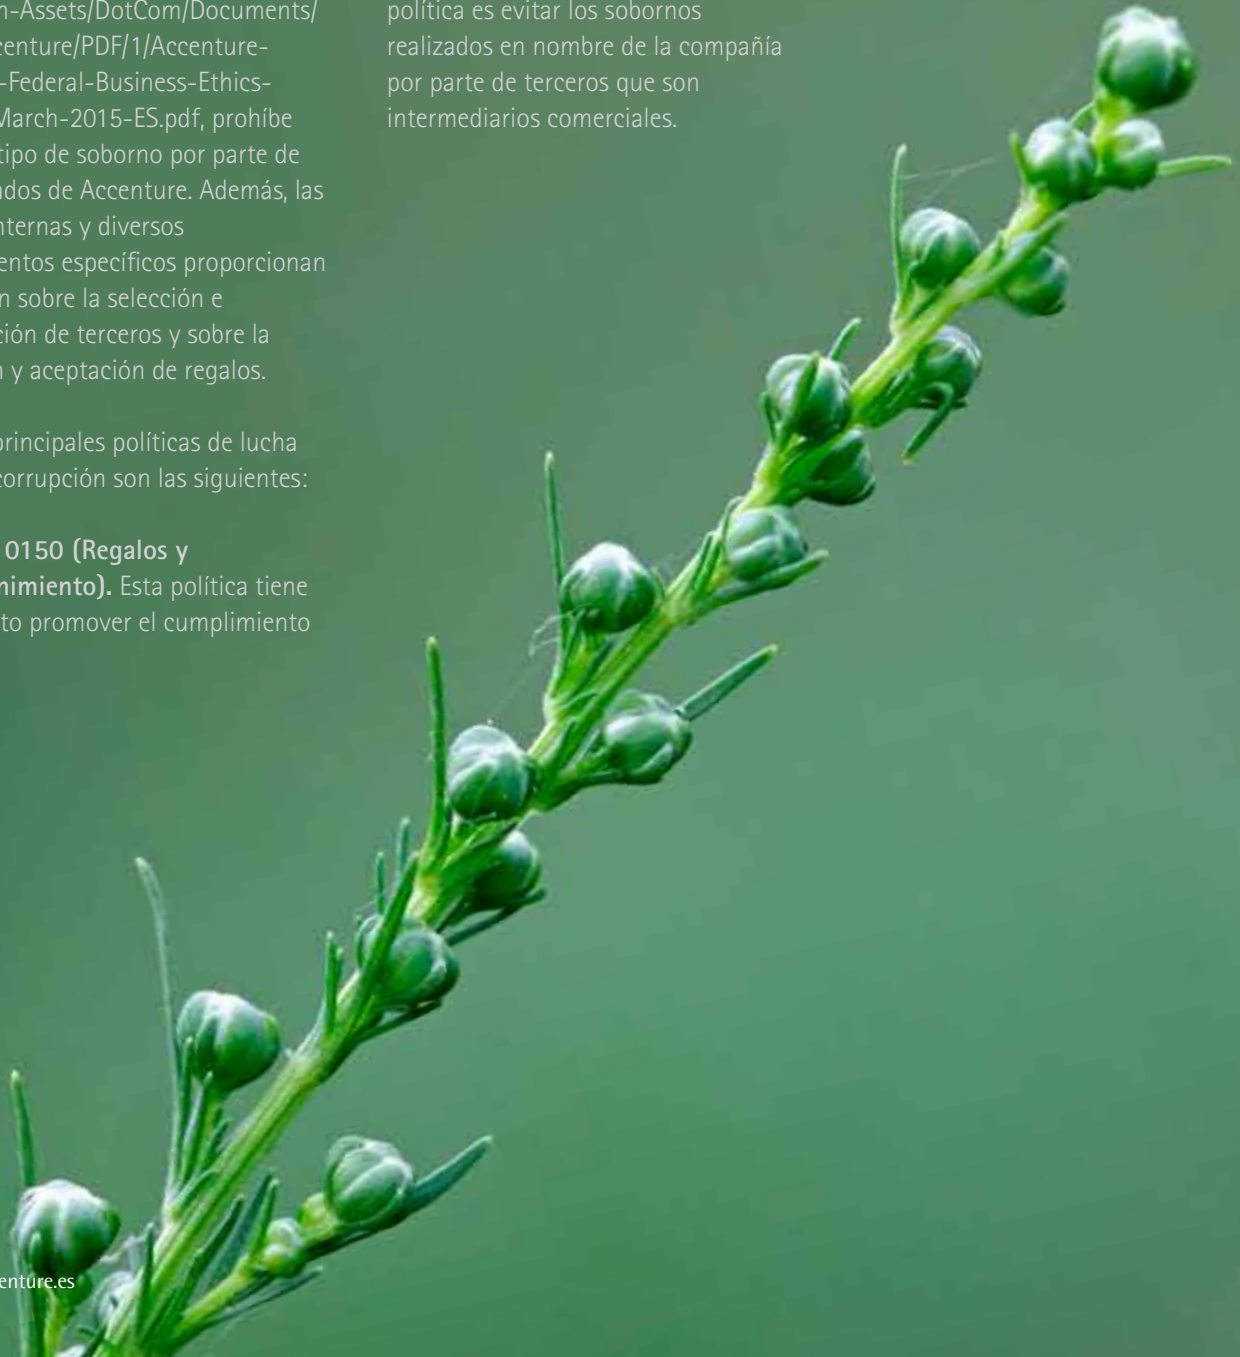 n-Assets/DotCom/Documents/
centure/PDF/1/Accenture-
-Federal-Business-Ethics-
March-2015-ES.pdf, prohíbe
tipo de soborno por parte de
ados de Accenture. Además, las
nternas y diversos
entos específicos proporcionan
n sobre la selección e
ción de terceros y sobre la
n y aceptación de regalos.
principales políticas de lucha
corrupción son las siguientes:
0150 (Regalos y
nimiento). Esta política tiene
to promover el cumplimiento
política es evitar los sobornos
realizados en nombre de la compañía
por parte de terceros que son
intermediarios comerciales.
enture.es